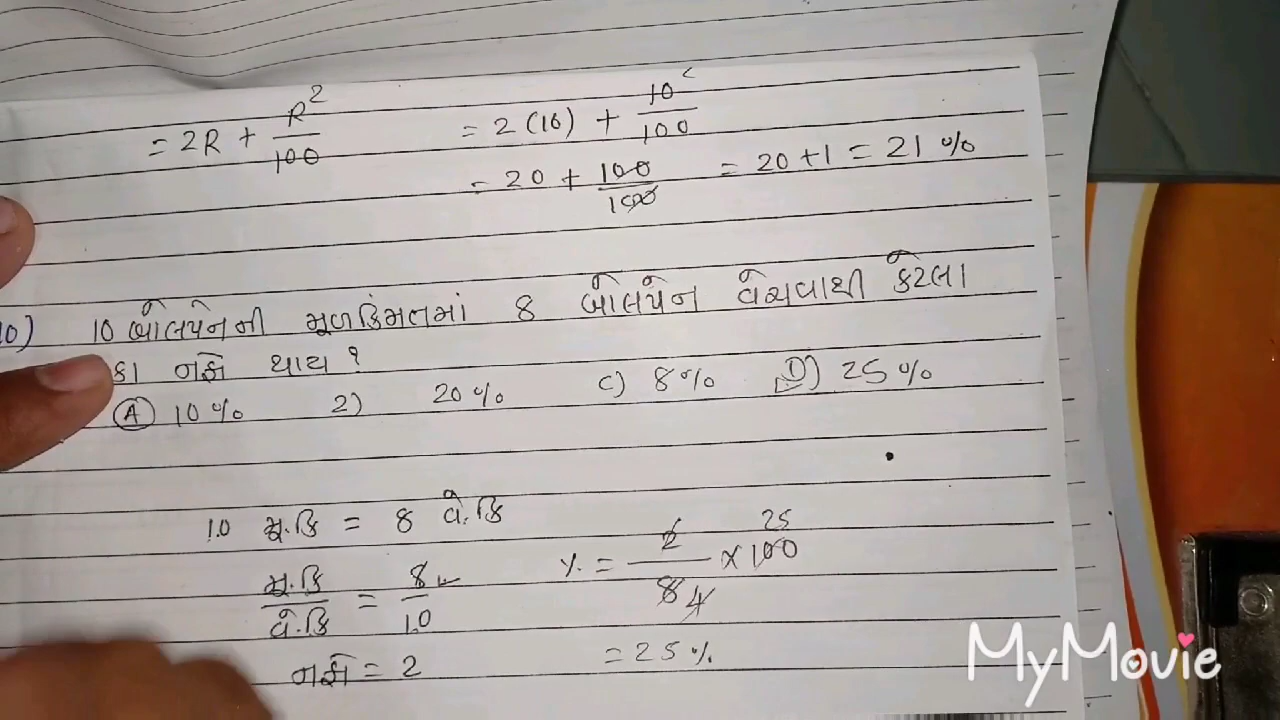 = 2R + R²/100
= 2 (10) + 10²/100
= 20 + 100/100 = 20 + 1 = 21 %
10) 10 બોલપેનની મૂળકિંમતમાં 8 બોલપેન વેચવાથી કેટલા
ટકા નફો થાય ?
(A) 10 % 2) 20 % C) 8 % D) 25 %
10 મૂ.કિ = 8 વે.કિ
મૂ.કિ/વે.કિ = 8/10
નફો = 2
% = 2/8 4 × 100 25
= 25 %
MyMovie